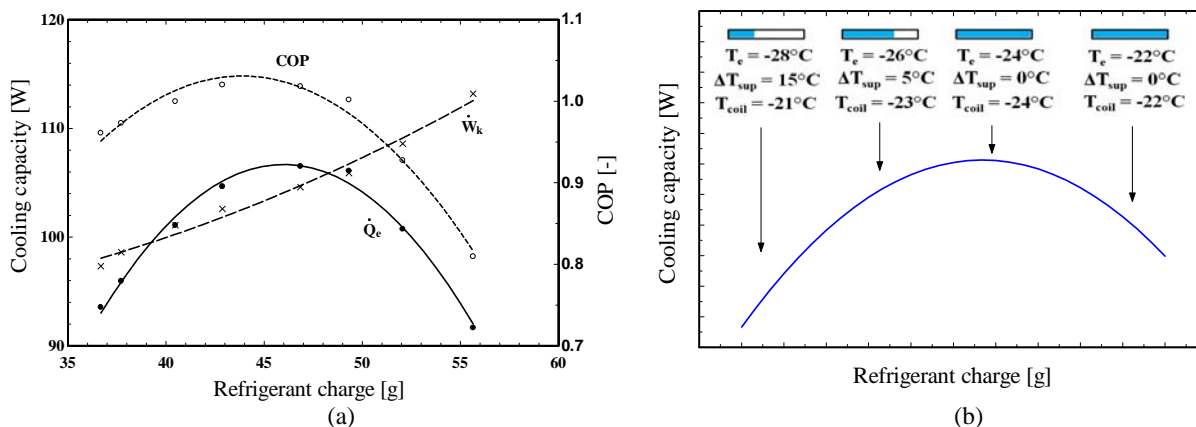 120
110
100
90
Cooling capacity [W]
1.1
1.0
0.9
0.8
0.7
COP [-]
COP
Ẇk
Q̇e
35 40 45 50 55 60
Refrigerant charge [g]
(a)
Cooling capacity [W]
Te = -28°C
ΔTsup = 15°C
Tcoil = -21°C
Te = -26°C
ΔTsup = 5°C
Tcoil = -23°C
Te = -24°C
ΔTsup = 0°C
Tcoil = -24°C
Te = -22°C
ΔTsup = 0°C
Tcoil = -22°C
Refrigerant charge [g]
(b)